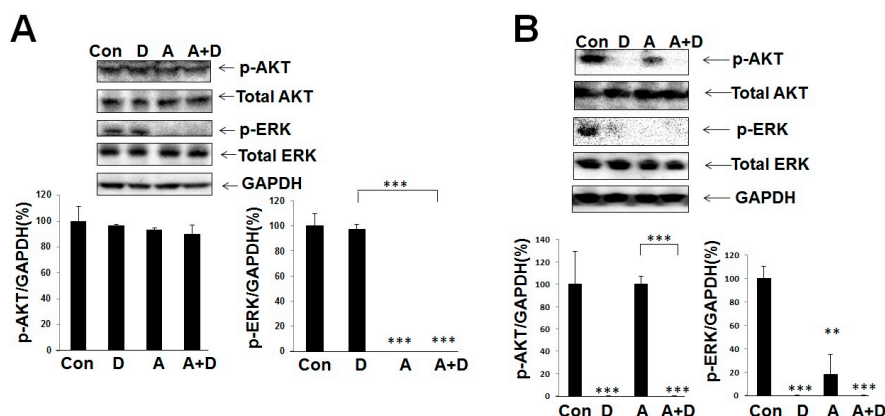 A
Con D A A+D
p-AKT
Total AKT
p-ERK
Total ERK
GAPDH
p-AKT/GAPDH(%)
120
100
80
60
40
20
0
Con D A A+D
p-ERK/GAPDH(%)
120
100
80
60
40
20
0
***
*** ***
Con D A A+D
B
Con D A A+D
p-AKT
Total AKT
p-ERK
Total ERK
GAPDH
p-AKT/GAPDH(%)
140
120
100
80
60
40
20
0
***
*** ***
Con D A A+D
p-ERK/GAPDH(%)
120
100
80
60
40
20
0
**
*** ***
Con D A A+D